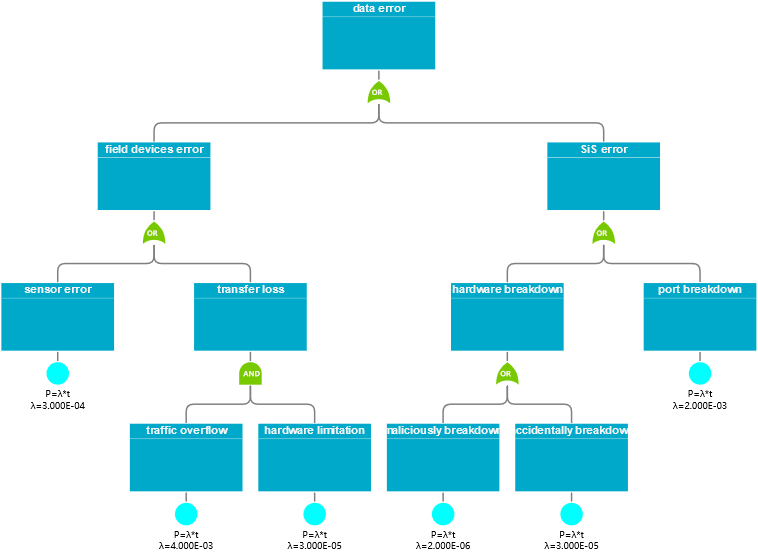 data error
OR
field devices error
SiS error
OR
OR
sensor error
transfer loss
hardware breakdown
port breakdown
P=λ*t
λ=3.000E-04
AND
OR
P=λ*t
λ=2.000E-03
traffic overflow
hardware limitation
naliciously breakdown
ccidentally breakdow
P=λ*t
λ=4.000E-03
P=λ*t
λ=3.000E-05
P=λ*t
λ=2.000E-06
P=λ*t
λ=3.000E-05